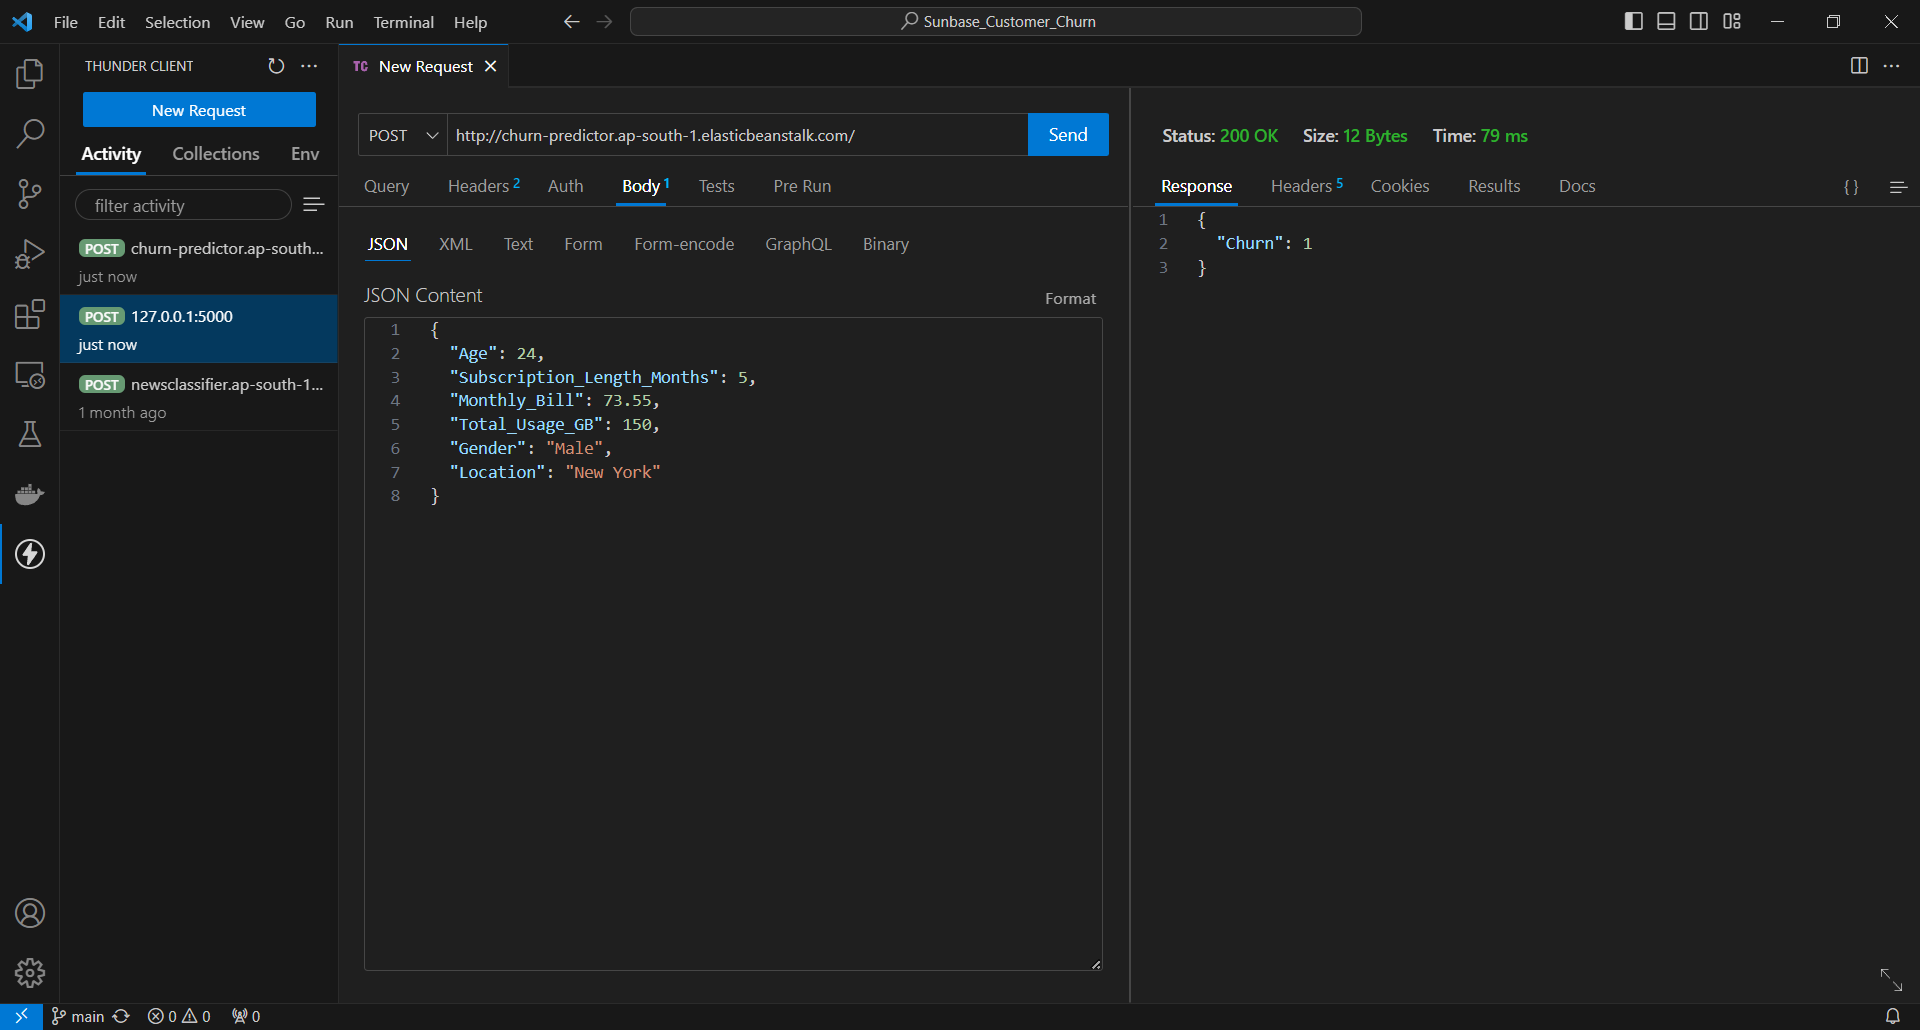 File Edit Selection View Go Run Terminal Help
Sunbase_Customer_Churn
THUNDER CLIENT
New Request
Activity Collections Env
filter activity
POST churn-predictor.ap-south...
just now
POST 127.0.0.1:5000
just now
POST newsclassifier.ap-south-1...
1 month ago
TC New Request
POST http://churn-predictor.ap-south-1.elasticbeanstalk.com/ Send
Query Headers 2 Auth Body 1 Tests Pre Run
JSON XML Text Form Form-encode GraphQL Binary
JSON Content
Format
1 {
2 "Age": 24,
3 "Subscription_Length_Months": 5,
4 "Monthly_Bill": 73.55,
5 "Total_Usage_GB": 150,
6 "Gender": "Male",
7 "Location": "New York"
8 }
Status: 200 OK Size: 12 Bytes Time: 79 ms
Response Headers 5 Cookies Results Docs { }
1 {
2 "Churn": 1
3 }
main 0 0 0